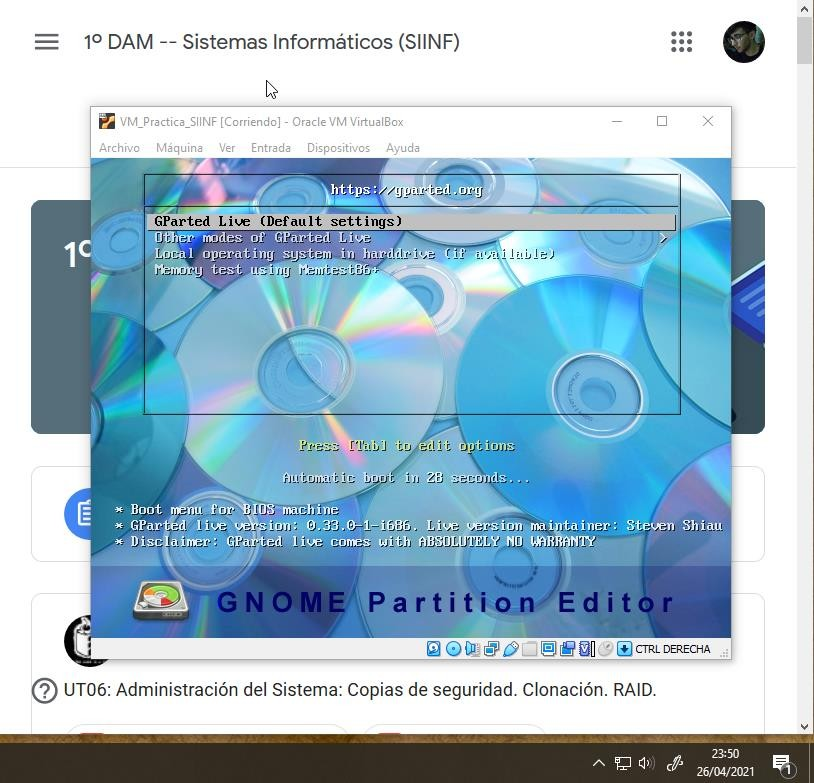 1º DAM -- Sistemas Informáticos (SIINF)
VM_Practica_SIINF [Corriendo] - Oracle VM VirtualBox
Archivo Máquina Ver Entrada Dispositivos Ayuda
https://gparted.org
GParted Live (Default settings)
Other modes of GParted Live >
Local operating system in harddrive (if available)
Memory test using Memtest86+
1º
Press [Tab] to edit options
Automatic boot in 28 seconds...
* Boot menu for BIOS machine
* GParted live version: 0.33.0-1-i686. Live version maintainer: Steven Shiau
* Disclaimer: GParted live comes with ABSOLUTELY NO WARRANTY
GNOME Partition Editor
CTRL DERECHA
UT06: Administración del Sistema: Copias de seguridad. Clonación. RAID.
23:50
26/04/2021
1